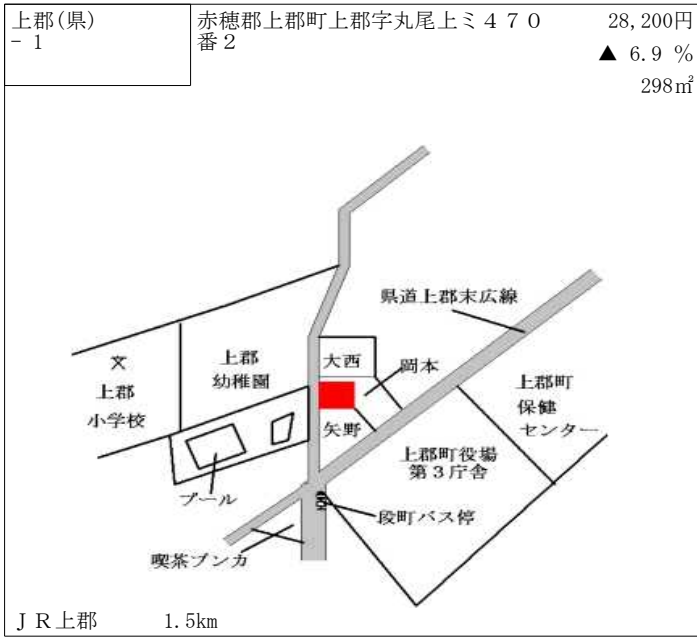 上郡(県)
- 1
赤穂郡上郡町上郡字丸尾上ミ４７０
番２
28,200円
▲ 6.9 %
298㎡
県道上郡末広線
文
上郡
小学校
上郡
幼稚園
大西
岡本
矢野
上郡町
保健
センター
上郡町役場
第３庁舎
プール
段町バス停
喫茶ブンカ
ＪＲ上郡　　　1.5km